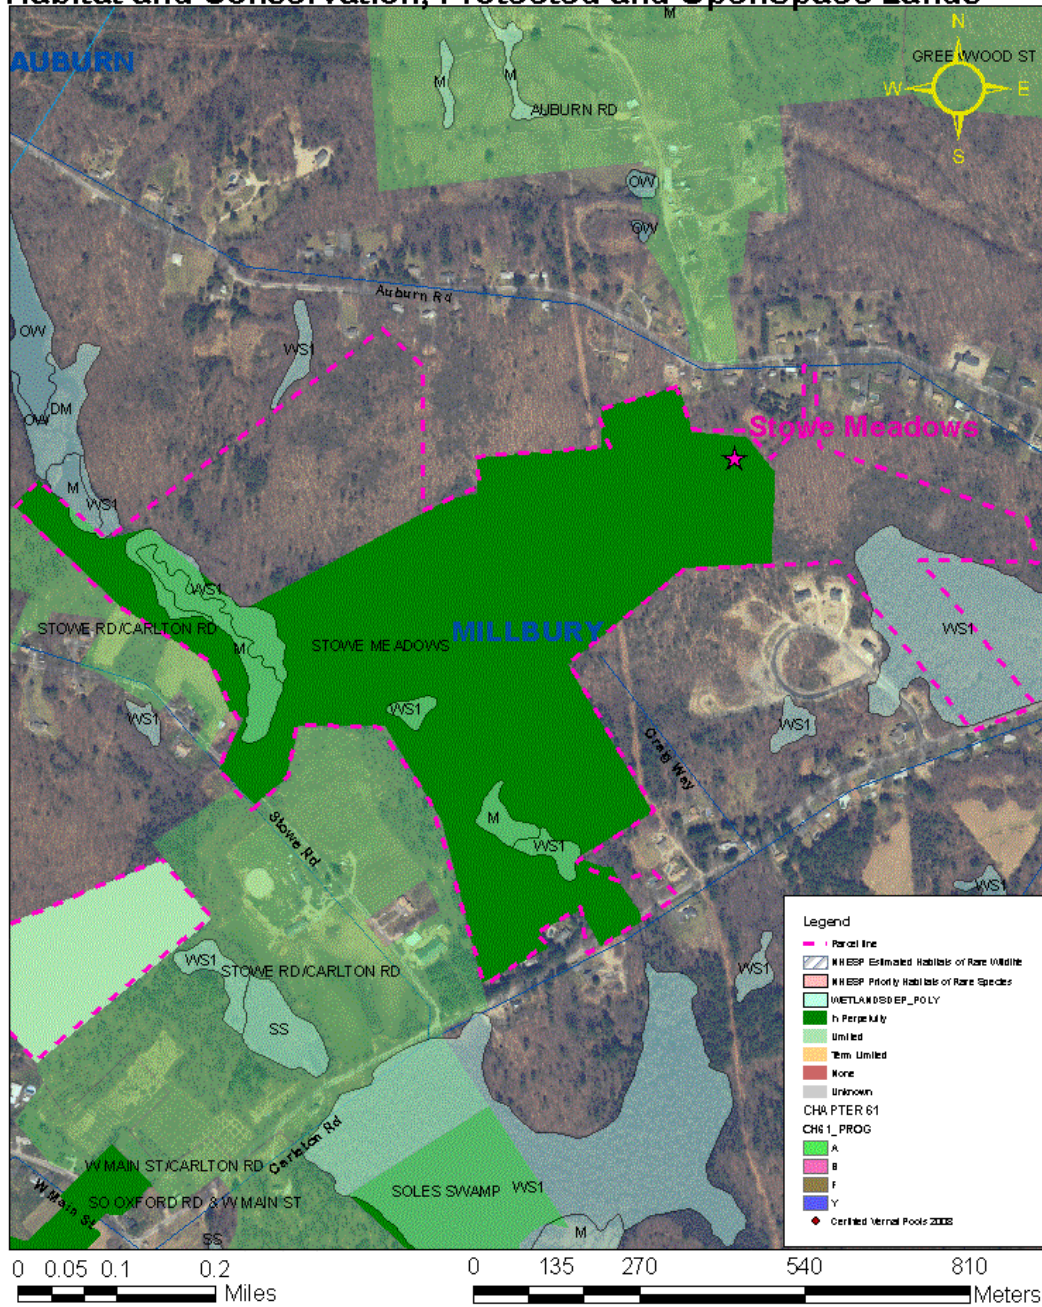 Habitat and Conservation, Protected and OpenSpace Lands
M
AUBURN
N
GREENWOOD ST
M
M
W
E
AUBURN RD
S
OW
OW
Auburn Rd
OW
WS1
DM
OW
Stowe Meadows
M
WS1
WS1
STOWE RD/CARLTON RD
MILLBURY
WS1
M
STOWE MEADOWS
WS1
WS1
WS1
Craig Way
M
Stowe Rd
WS1
WS1
WS1
STOWE RD/CARLTON RD
WS1
SS
Carleton Rd
W MAIN ST/CARLTON RD
SOLES SWAMP
WS1
SO OXFORD RD & W MAIN ST
W Main St
M
SS
Legend
Parcel line
NHESP Estimated Habitats of Rare Wildlife
NHESP Priority Habitats of Rare Species
WETLANDSDEP_POLY
In Perpetuity
Limited
Term Limited
None
Unknown
CHAPTER 61
CH61_PROG
A
B
F
Y
Certified Vernal Pools 2008
0 0.05 0.1 0.2
Miles
0 135 270 540 810
Meters